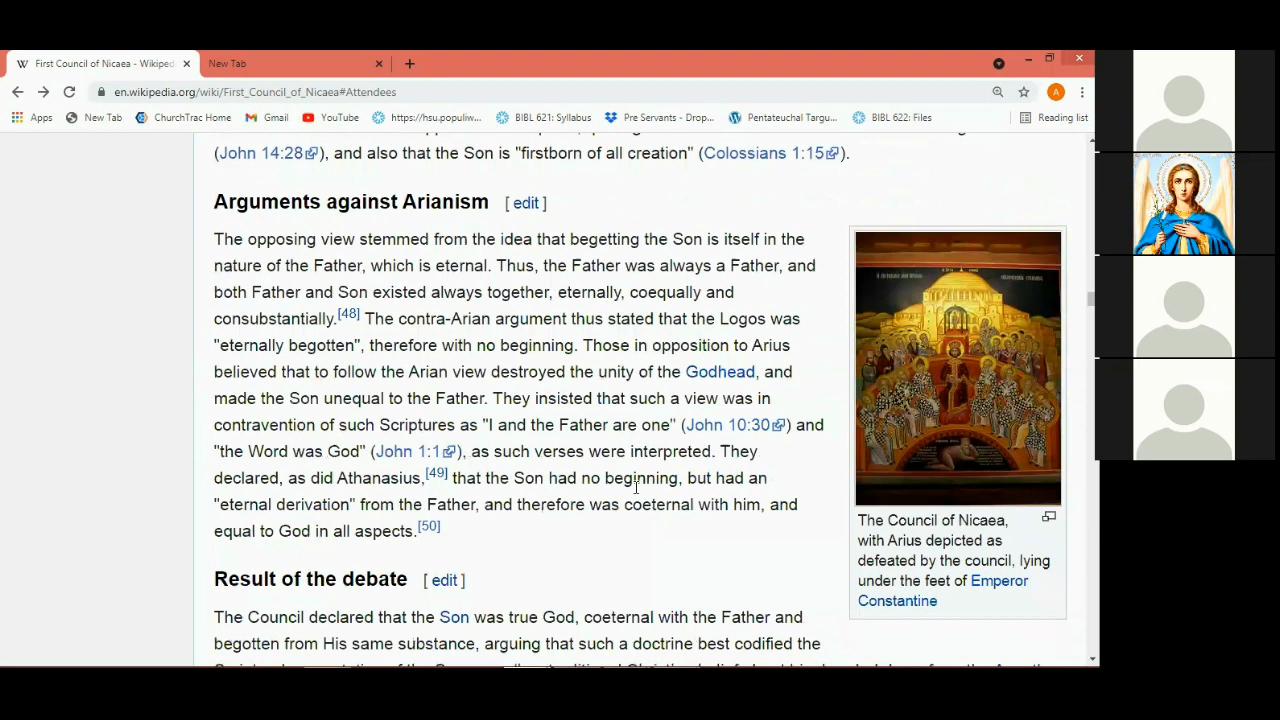 First Council of Nicaea - Wikiped
New Tab
en.wikipedia.org/wiki/First_Council_of_Nicaea#Attendees
Apps New Tab ChurchTrac Home Gmail YouTube https://hsu.populiw... BIBL 621: Syllabus Pre Servants - Drop... Pentateuchal Targu... BIBL 622: Files Reading list
(John 14:28), and also that the Son is "firstborn of all creation" (Colossians 1:15).
Arguments against Arianism [ edit ]
The opposing view stemmed from the idea that begetting the Son is itself in the
nature of the Father, which is eternal. Thus, the Father was always a Father, and
both Father and Son existed always together, eternally, coequally and
consubstantially.[48] The contra-Arian argument thus stated that the Logos was
"eternally begotten", therefore with no beginning. Those in opposition to Arius
believed that to follow the Arian view destroyed the unity of the Godhead, and
made the Son unequal to the Father. They insisted that such a view was in
contravention of such Scriptures as "I and the Father are one" (John 10:30) and
"the Word was God" (John 1:1), as such verses were interpreted. They
declared, as did Athanasius,[49] that the Son had no beginning, but had an
"eternal derivation" from the Father, and therefore was coeternal with him, and
equal to God in all aspects.[50]
The Council of Nicaea,
with Arius depicted as
defeated by the council, lying
under the feet of Emperor
Constantine
Result of the debate [ edit ]
The Council declared that the Son was true God, coeternal with the Father and
begotten from His same substance, arguing that such a doctrine best codified the
A